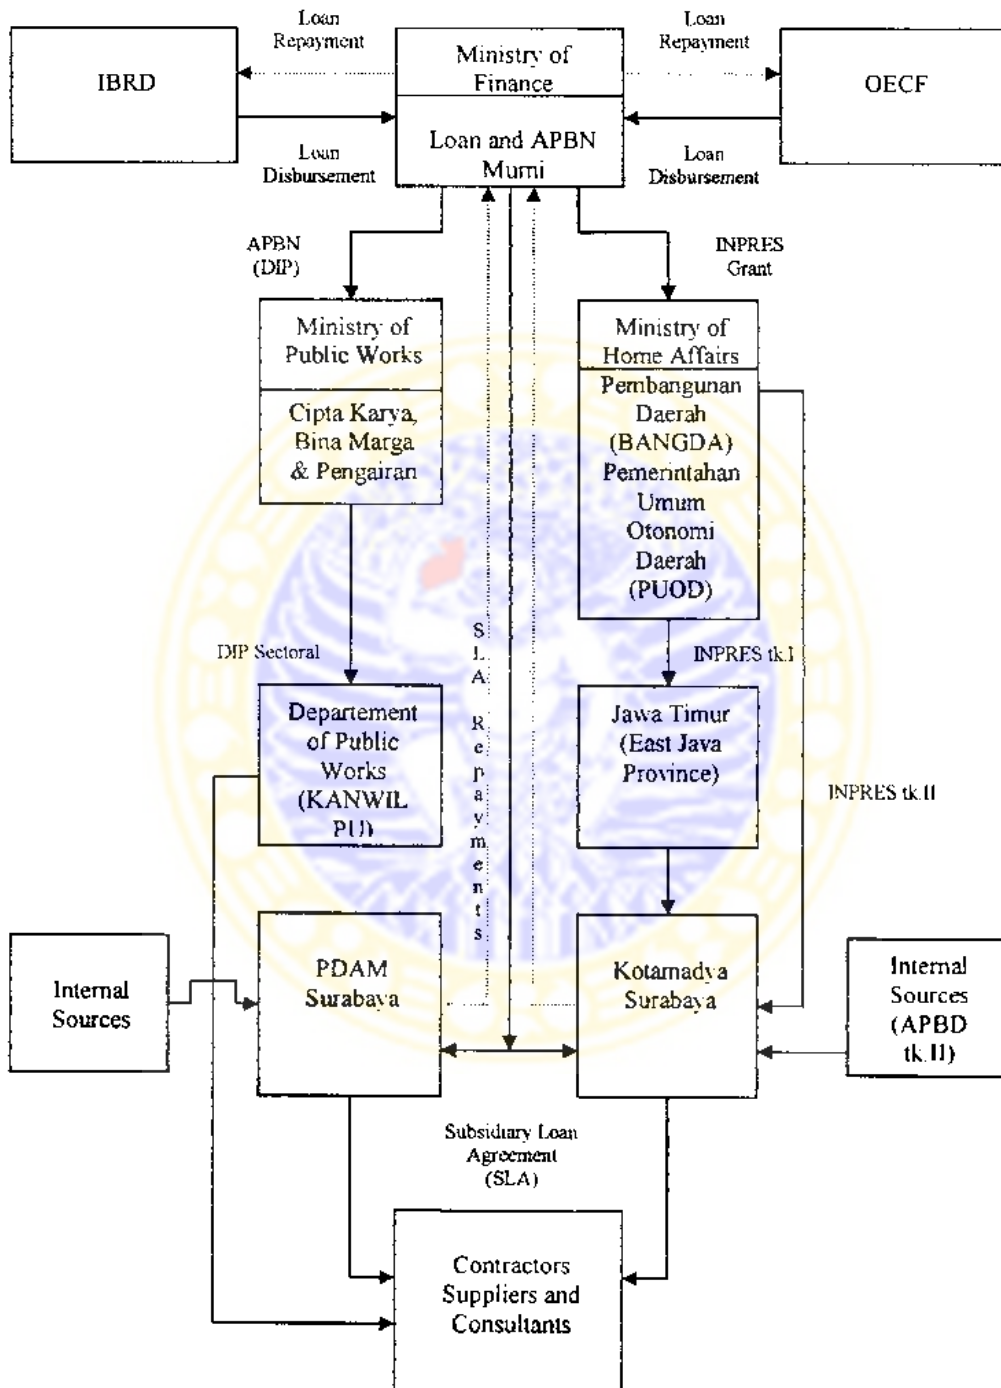 Loan
Repayment
Loan
Repayment
IBRD
Ministry of
Finance
OECF
Loan and APBN
Murni
Loan
Disbursement
Loan
Disbursement
APBN
(DIP)
INPRES
Grant
Ministry of
Public Works
Ministry of
Home Affairs
Cipta Karya,
Bina Marga
& Pengairan
Pembangunan
Daerah
(BANGDA)
Pemerintahan
Umum
Otonomi
Daerah
(PUOD)
SLA Repayments
DIP Sectoral
INPRES tk.I
Departement
of Public
Works
(KANWIL
PU)
Jawa Timur
(East Java
Province)
INPRES tk.II
Internal
Sources
PDAM
Surabaya
Kotamadya
Surabaya
Internal
Sources
(APBD
tk.II)
Subsidiary Loan
Agreement
(SLA)
Contractors
Suppliers and
Consultants